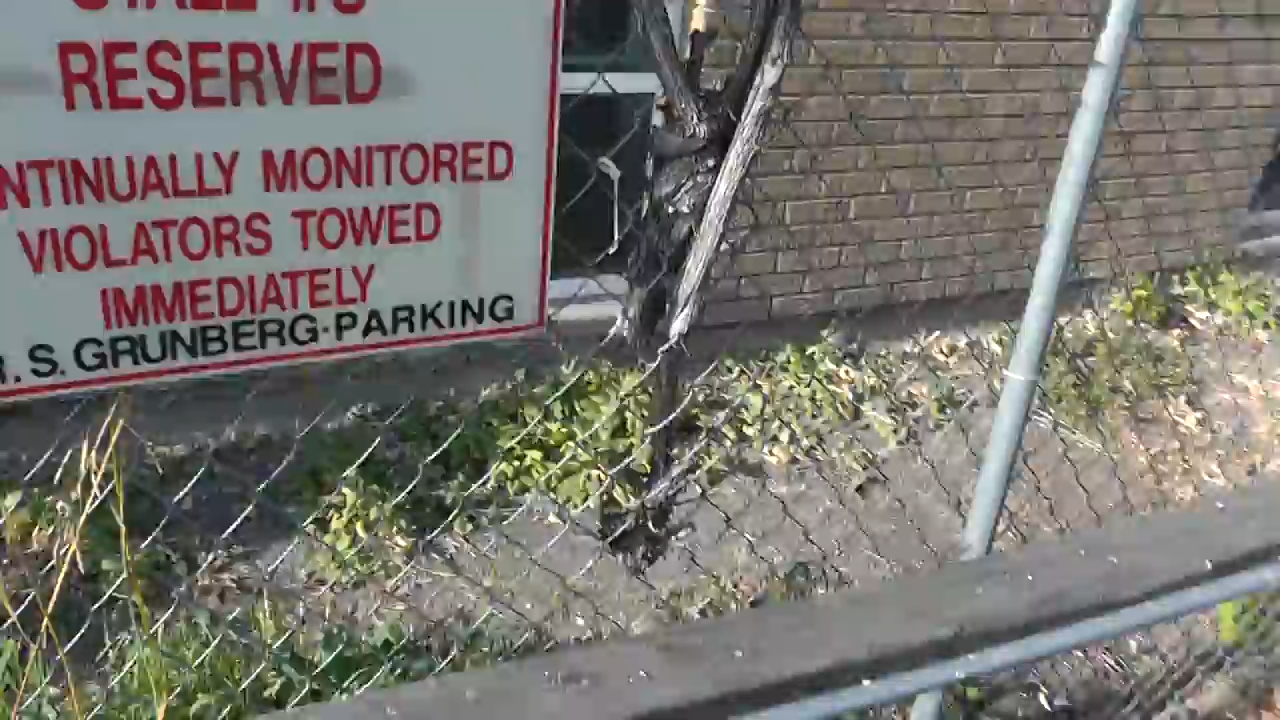 RESERVED
NTINUALLY MONITORED
VIOLATORS TOWED
IMMEDIATELY
. S. GRUNBERG-PARKING